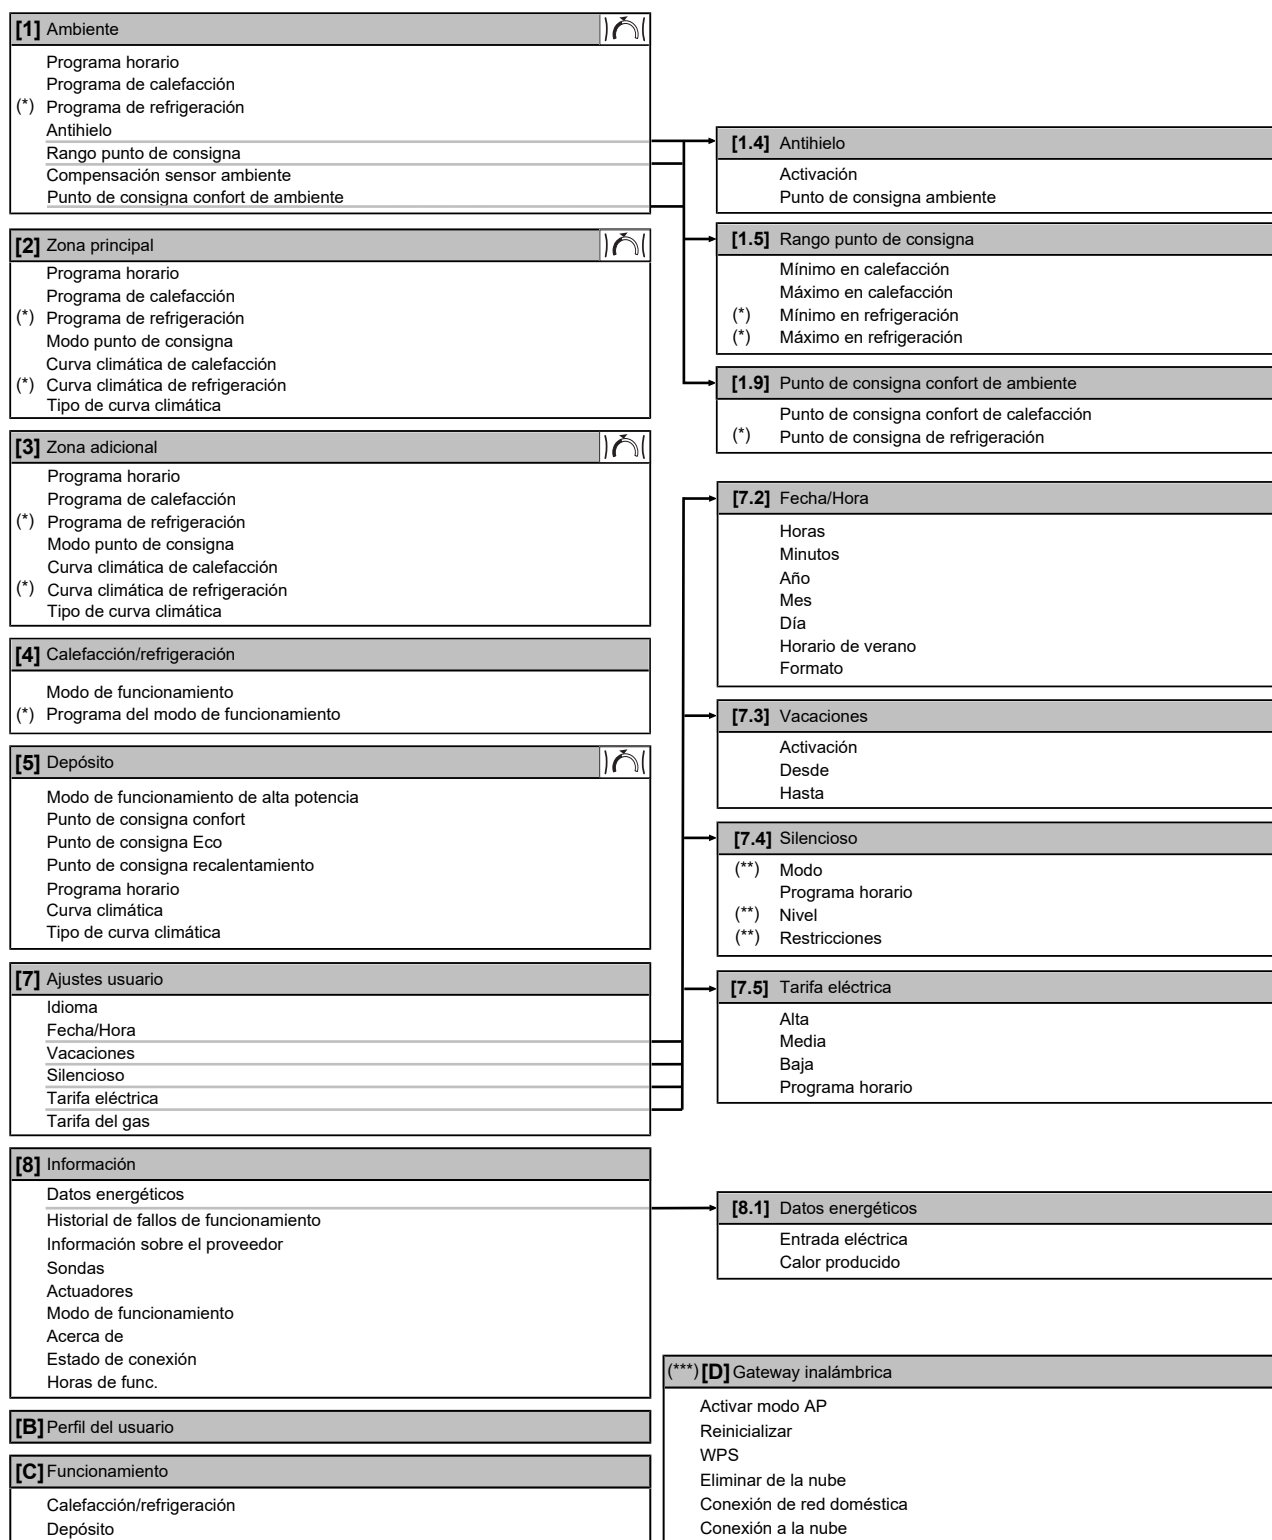 [1] Ambiente
Programa horario
Programa de calefacción
(*) Programa de refrigeración
Antihielo
Rango punto de consigna
Compensación sensor ambiente
Punto de consigna confort de ambiente
[2] Zona principal
Programa horario
Programa de calefacción
(*) Programa de refrigeración
Modo punto de consigna
Curva climática de calefacción
(*) Curva climática de refrigeración
Tipo de curva climática
[3] Zona adicional
Programa horario
Programa de calefacción
(*) Programa de refrigeración
Modo punto de consigna
Curva climática de calefacción
(*) Curva climática de refrigeración
Tipo de curva climática
[4] Calefacción/refrigeración
Modo de funcionamiento
(*) Programa del modo de funcionamiento
[5] Depósito
Modo de funcionamiento de alta potencia
Punto de consigna confort
Punto de consigna Eco
Punto de consigna recalentamiento
Programa horario
Curva climática
Tipo de curva climática
[7] Ajustes usuario
Idioma
Fecha/Hora
Vacaciones
Silencioso
Tarifa eléctrica
Tarifa del gas
[8] Información
Datos energéticos
Historial de fallos de funcionamiento
Información sobre el proveedor
Sondas
Actuadores
Modo de funcionamiento
Acerca de
Estado de conexión
Horas de func.
[B] Perfil del usuario
[C] Funcionamiento
Calefacción/refrigeración
Depósito
[1.4] Antihielo
Activación
Punto de consigna ambiente
[1.5] Rango punto de consigna
Mínimo en calefacción
Máximo en calefacción
(*) Mínimo en refrigeración
(*) Máximo en refrigeración
[1.9] Punto de consigna confort de ambiente
Punto de consigna confort de calefacción
(*) Punto de consigna de refrigeración
[7.2] Fecha/Hora
Horas
Minutos
Año
Mes
Día
Horario de verano
Formato
[7.3] Vacaciones
Activación
Desde
Hasta
[7.4] Silencioso
(**) Modo
Programa horario
(**) Nivel
(**) Restricciones
[7.5] Tarifa eléctrica
Alta
Media
Baja
Programa horario
[8.1] Datos energéticos
Entrada eléctrica
Calor producido
(***) [D] Gateway inalámbrica
Activar modo AP
Reinicializar
WPS
Eliminar de la nube
Conexión de red doméstica
Conexión a la nube